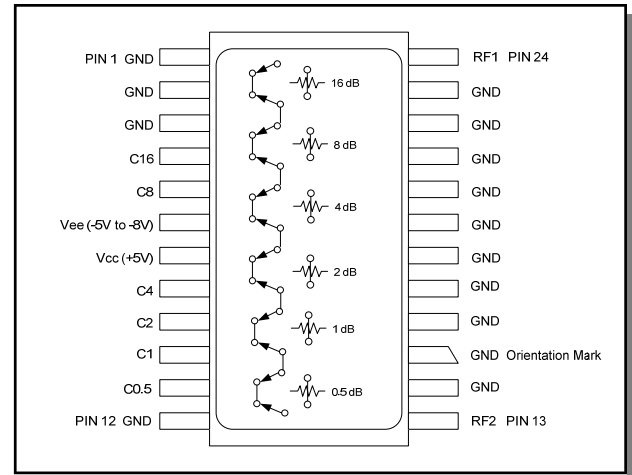 PIN 1 GND
GND
GND
C16
C8
Vee (-5V to -8V)
Vcc (+5V)
C4
C2
C1
C0.5
PIN 12 GND
16 dB
8 dB
4 dB
2 dB
1 dB
0.5 dB
RF1 PIN 24
GND
GND
GND
GND
GND
GND
GND
GND
GND Orientation Mark
GND
RF2 PIN 13